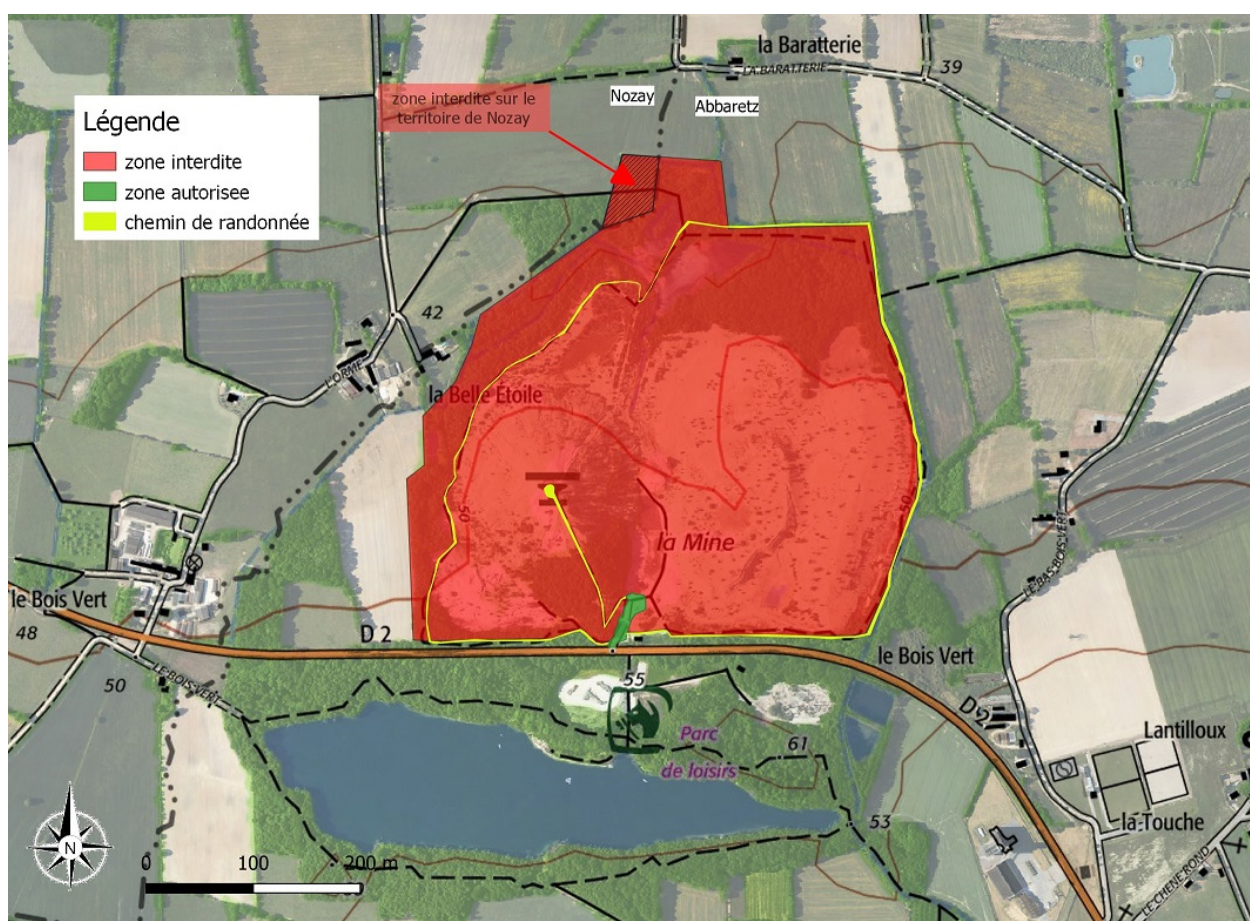 la Baratterie
LA BARATTERIE
39
Nozay
Abbaretz
zone interdite sur le
territoire de Nozay
Légende
zone interdite
zone autorisee
chemin de randonnée
42
L'ORME
la Belle Étoile
50
50
la Mine
LE BAS BOIS VERT
le Bois Vert
48
D 2
le Bois Vert
50
LE BOIS VERT
55
D 2
Parc
de loisirs
61
Lantilloux
53
la Touche
LE CHENE ROND
N
0 100 200 m